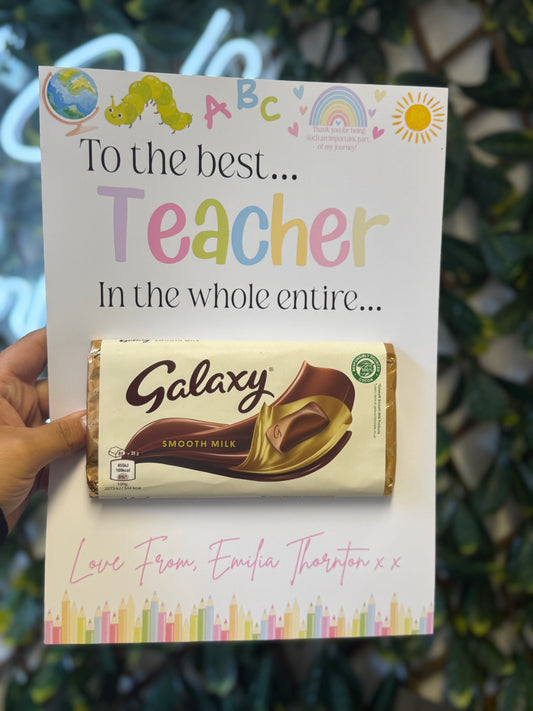 ABC
Thank you for being
such an important part
of my journey!
To the best...
Teacher
In the whole entire...
Galaxy®
SMOOTH MILK
Love From, Emilia Thornton x x